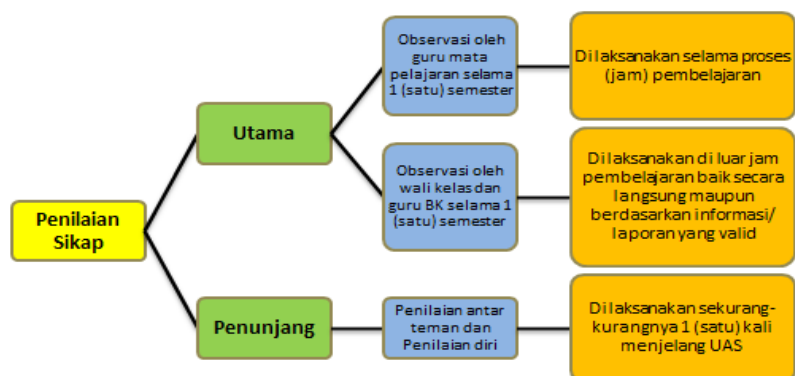 Penilaian
Sikap
Utama
Observasi oleh
guru mata
pelajaran selama
1 (satu) semester
Dilaksanakan selama proses
(jam) pembelajaran
Observasi oleh
wali kelas dan
guru BK selama 1
(satu) semester
Dilaksanakan di luar jam
pembelajaran baik secara
langsung maupun
berdasarkan informasi/
laporan yang valid
Penunjang
Penilaian antar
teman dan
Penilaian diri
Dilaksanakan sekurang-
kurangnya 1 (satu) kali
menjelang UAS